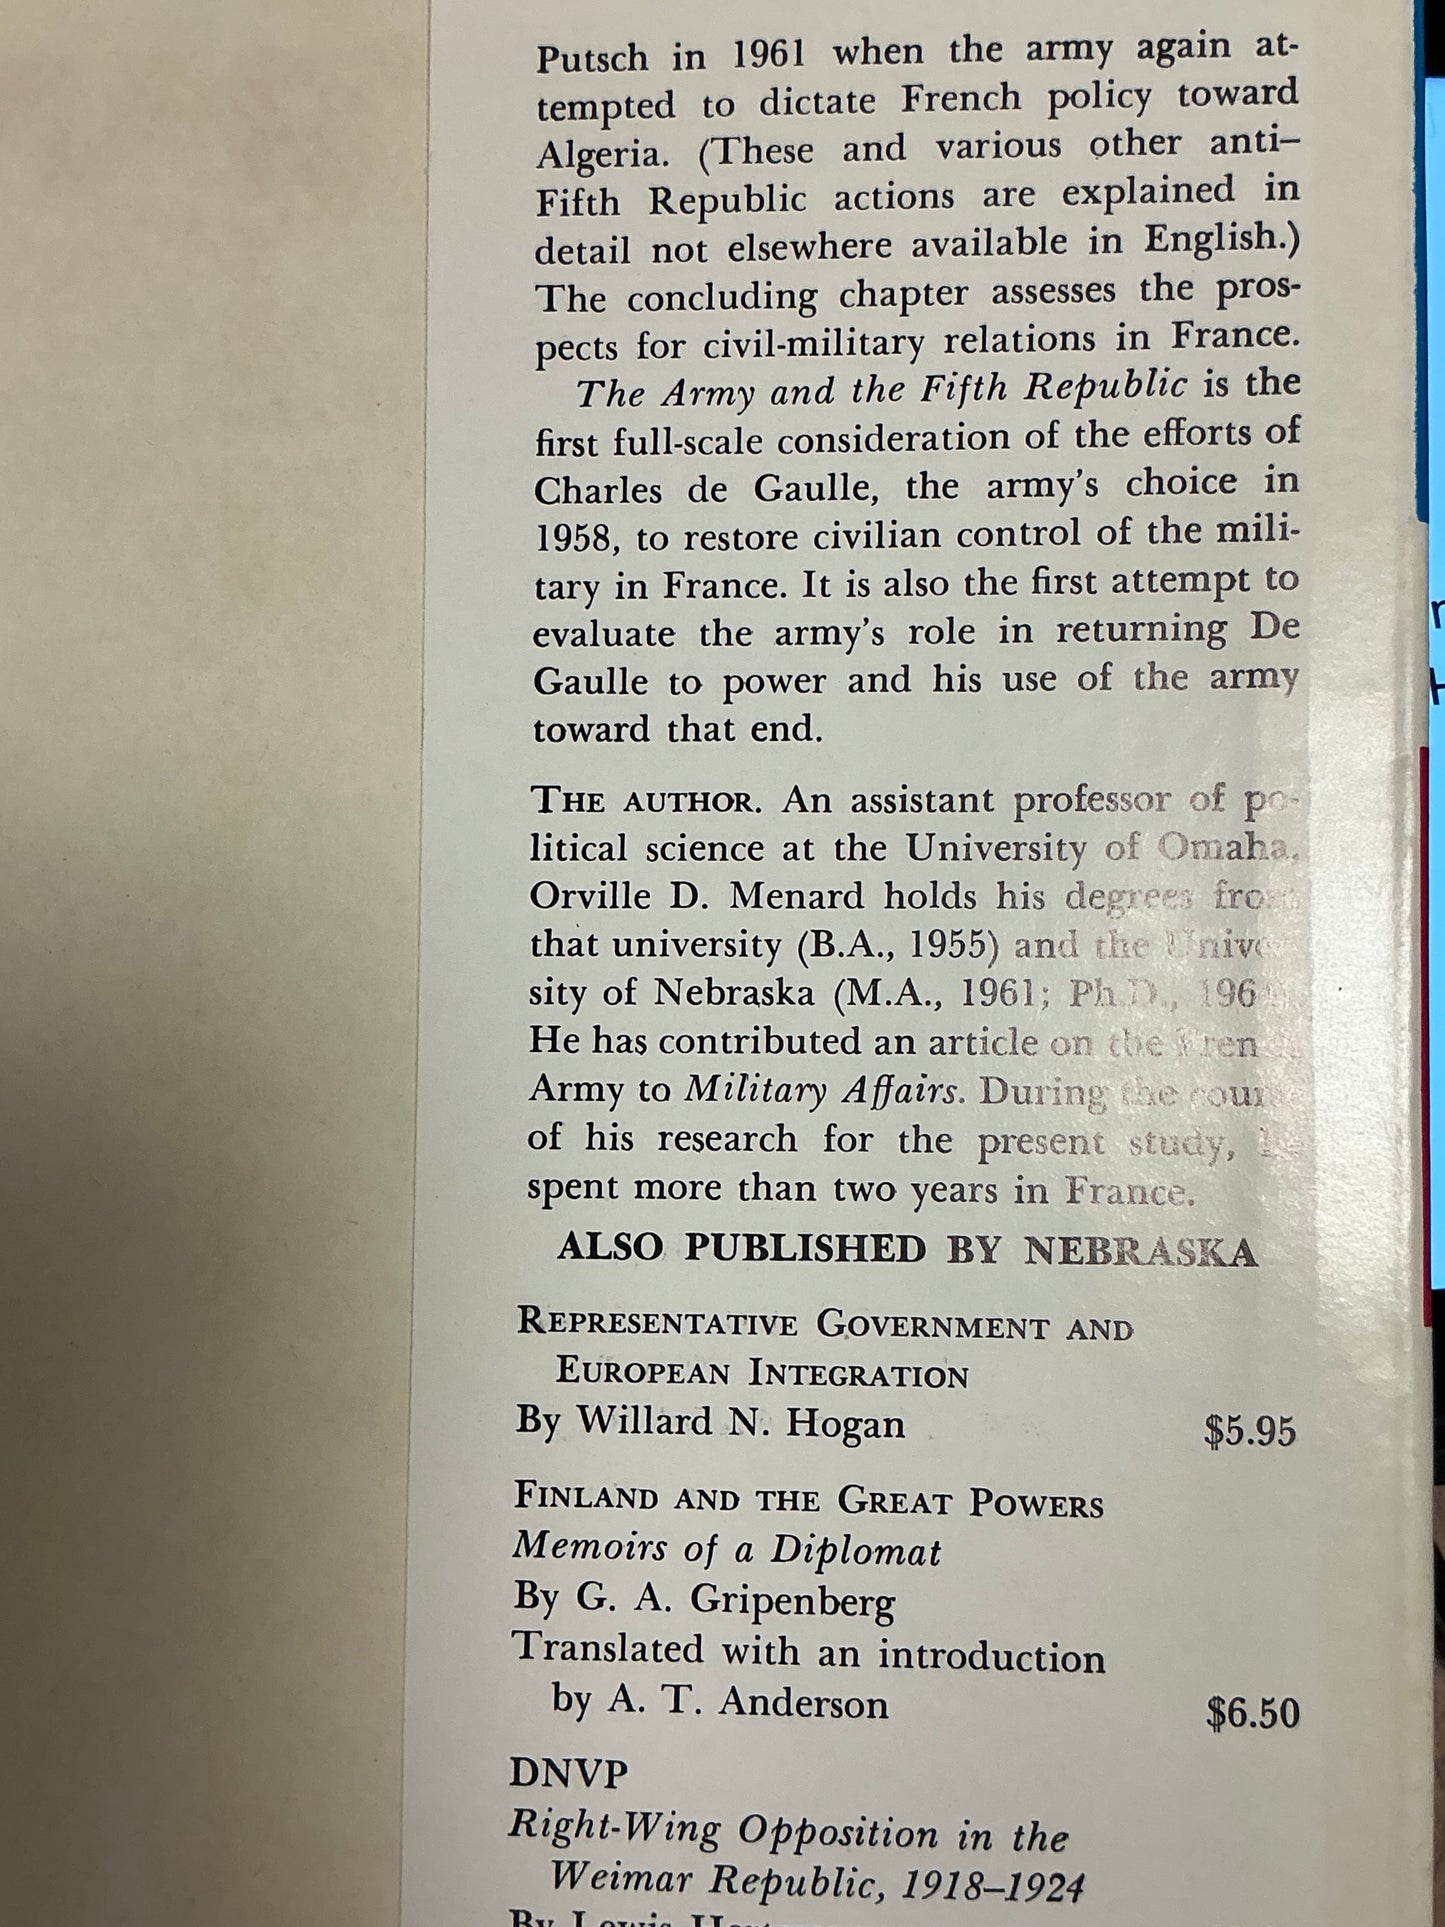 Putsch in 1961 when the army again at-
tempted to dictate French policy toward
Algeria. (These and various other anti–
Fifth Republic actions are explained in
detail not elsewhere available in English.)
The concluding chapter assesses the pros-
pects for civil-military relations in France.
The Army and the Fifth Republic is the
first full-scale consideration of the efforts of
Charles de Gaulle, the army's choice in
1958, to restore civilian control of the mili-
tary in France. It is also the first attempt to
evaluate the army's role in returning De
Gaulle to power and his use of the army
toward that end.
THE AUTHOR. An assistant professor of po-
litical science at the University of Omaha,
Orville D. Menard holds his degrees from
that university (B.A., 1955) and the Univer-
sity of Nebraska (M.A., 1961; Ph.D.,
He has contributed an article on the French
Army to Military Affairs. During the course
of his research for the present study, he
spent more than two years in France.
ALSO PUBLISHED BY NEBRASKA
REPRESENTATIVE GOVERNMENT AND
EUROPEAN INTEGRATION
By Willard N. Hogan $5.95
FINLAND AND THE GREAT POWERS
Memoirs of a Diplomat
By G. A. Gripenberg
Translated with an introduction
by A. T. Anderson $6.50
DNVP
Right-Wing Opposition in the
Weimar Republic, 1918–1924
By Lewis